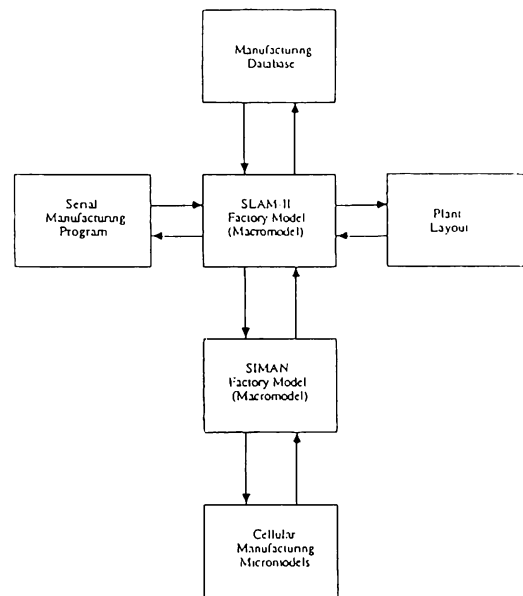 Manufacturing
Database
Serial
Manufacturing
Program
SLAM-II
Factory Model
(Macromodel)
Plant
Layout
SIMAN
Factory Model
(Macromodel)
Cellular
Manufacturing
Micromodels